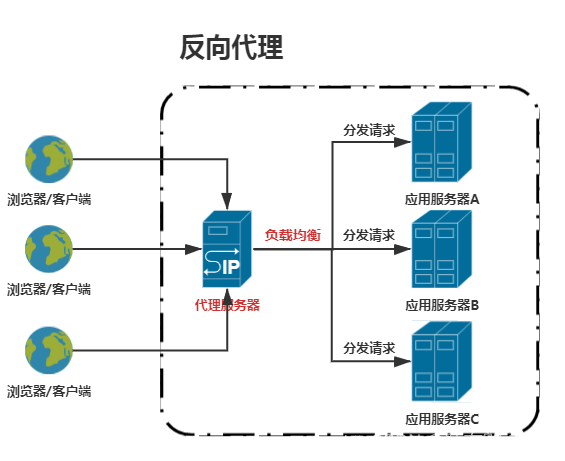 反向代理
分发请求
浏览器/客户端
应用服务器A
负载均衡
分发请求
IP
浏览器/客户端
代理服务器
应用服务器B
分发请求
浏览器/客户端
应用服务器C